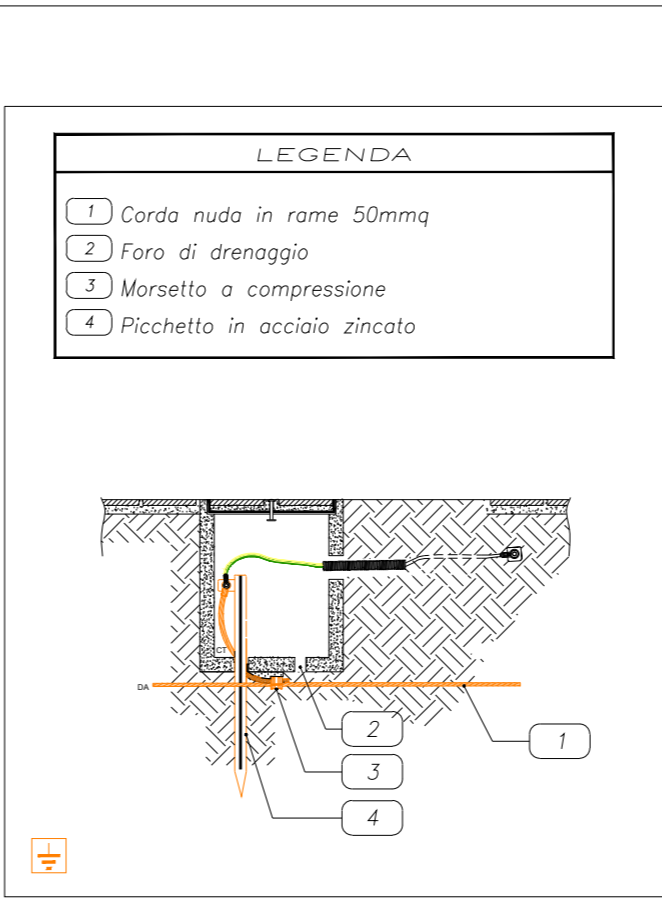 LEGENDA
1 Corda nuda in rame 50mmq
2 Foro di drenaggio
3 Morsetto a compressione
4 Picchetto in acciaio zincato
CT
DA
2
1
3
4